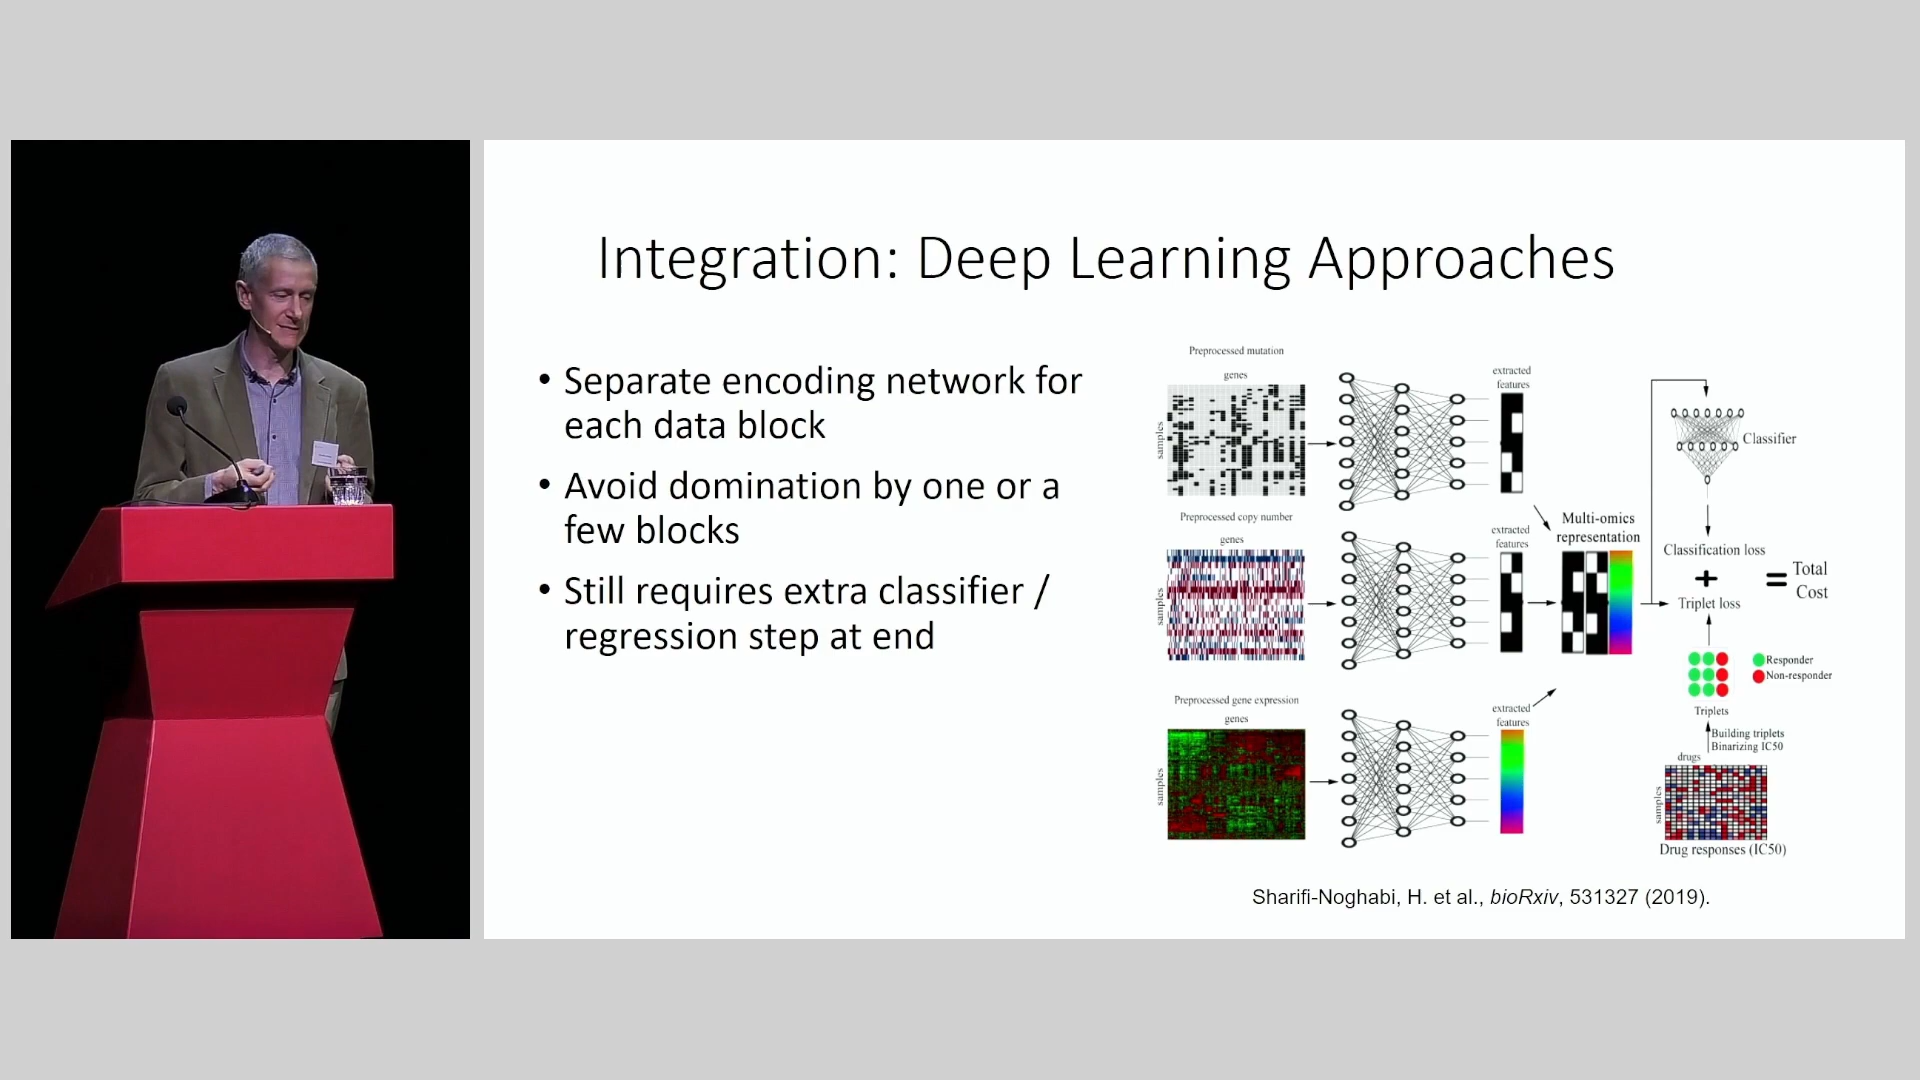 Integration: Deep Learning Approaches
• Separate encoding network for
each data block
• Avoid domination by one or a
few blocks
• Still requires extra classifier /
regression step at end
Preprocessed mutation
genes
samples
extracted
features
Preprocessed copy number
genes
samples
extracted
features
Preprocessed gene expression
genes
samples
extracted
features
Multi-omics
representation
Classifier
Classification loss
+
Triplet loss
= Total
Cost
Responder
Non-responder
Triplets
Building triplets
Binarizing IC50
drugs
samples
Drug responses (IC50)
Sharifi-Noghabi, H. et al., bioRxiv, 531327 (2019).